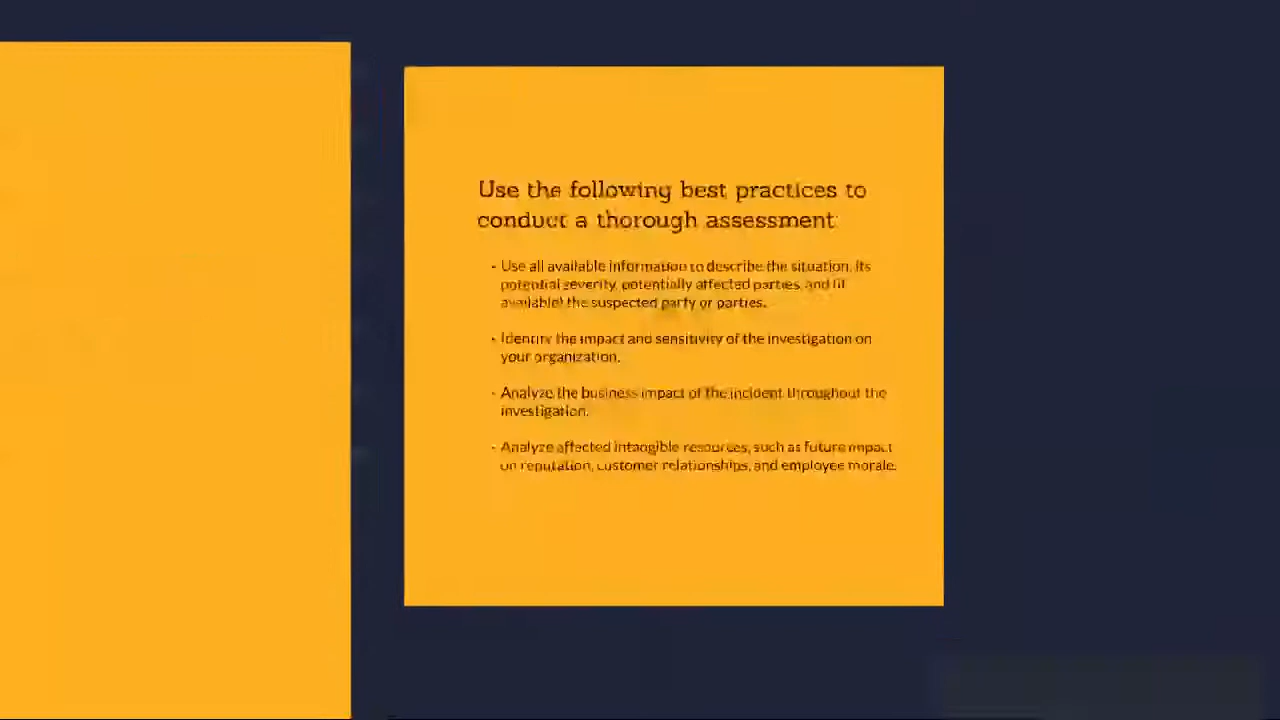 Use the following best practices to
conduct a thorough assessment:
- Use all available information to describe the situation, its
potential severity, potentially affected parties, and (if
available) the suspected party or parties.
- Identify the impact and sensitivity of the investigation on
your organization.
- Analyze the business impact of the incident throughout the
investigation.
- Analyze affected intangible resources, such as future impact
on reputation, customer relationships, and employee morale.